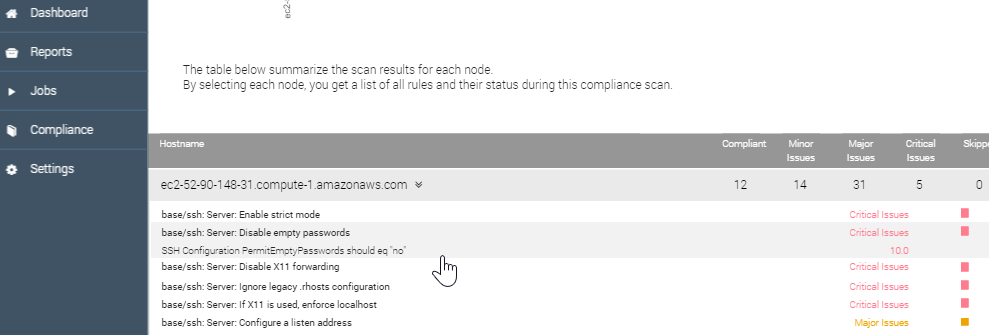 ec2-
Dashboard
Reports
Jobs
Compliance
Settings
The table below summarize the scan results for each node.
By selecting each node, you get a list of all rules and their status during this compliance scan.
Hostname Compliant Minor Issues Major Issues Critical Issues Skippe
ec2-52-90-148-31.compute-1.amazonaws.com 12 14 31 5 0
base/ssh: Server: Enable strict mode Critical Issues
base/ssh: Server: Disable empty passwords Critical Issues
SSH Configuration PermitEmptyPasswords should eq "no" 10.0
base/ssh: Server: Disable X11 forwarding Critical Issues
base/ssh: Server: Ignore legacy .rhosts configuration Critical Issues
base/ssh: Server: If X11 is used, enforce localhost Critical Issues
base/ssh: Server: Configure a listen address Major Issues